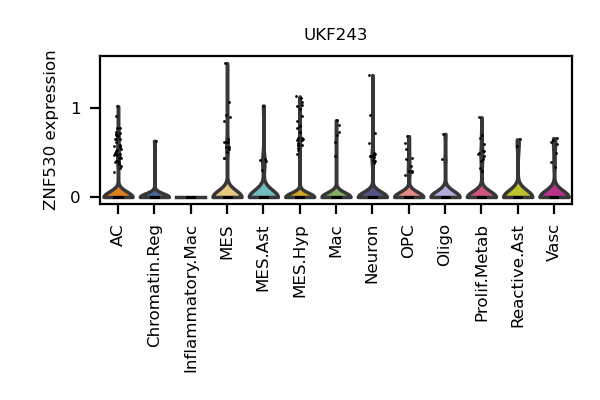 UKF243
ZNF530 expression
1
0
AC
Chromatin.Reg
Inflammatory.Mac
MES
MES.Ast
MES.Hyp
Mac
Neuron
OPC
Oligo
Prolif.Metab
Reactive.Ast
Vasc